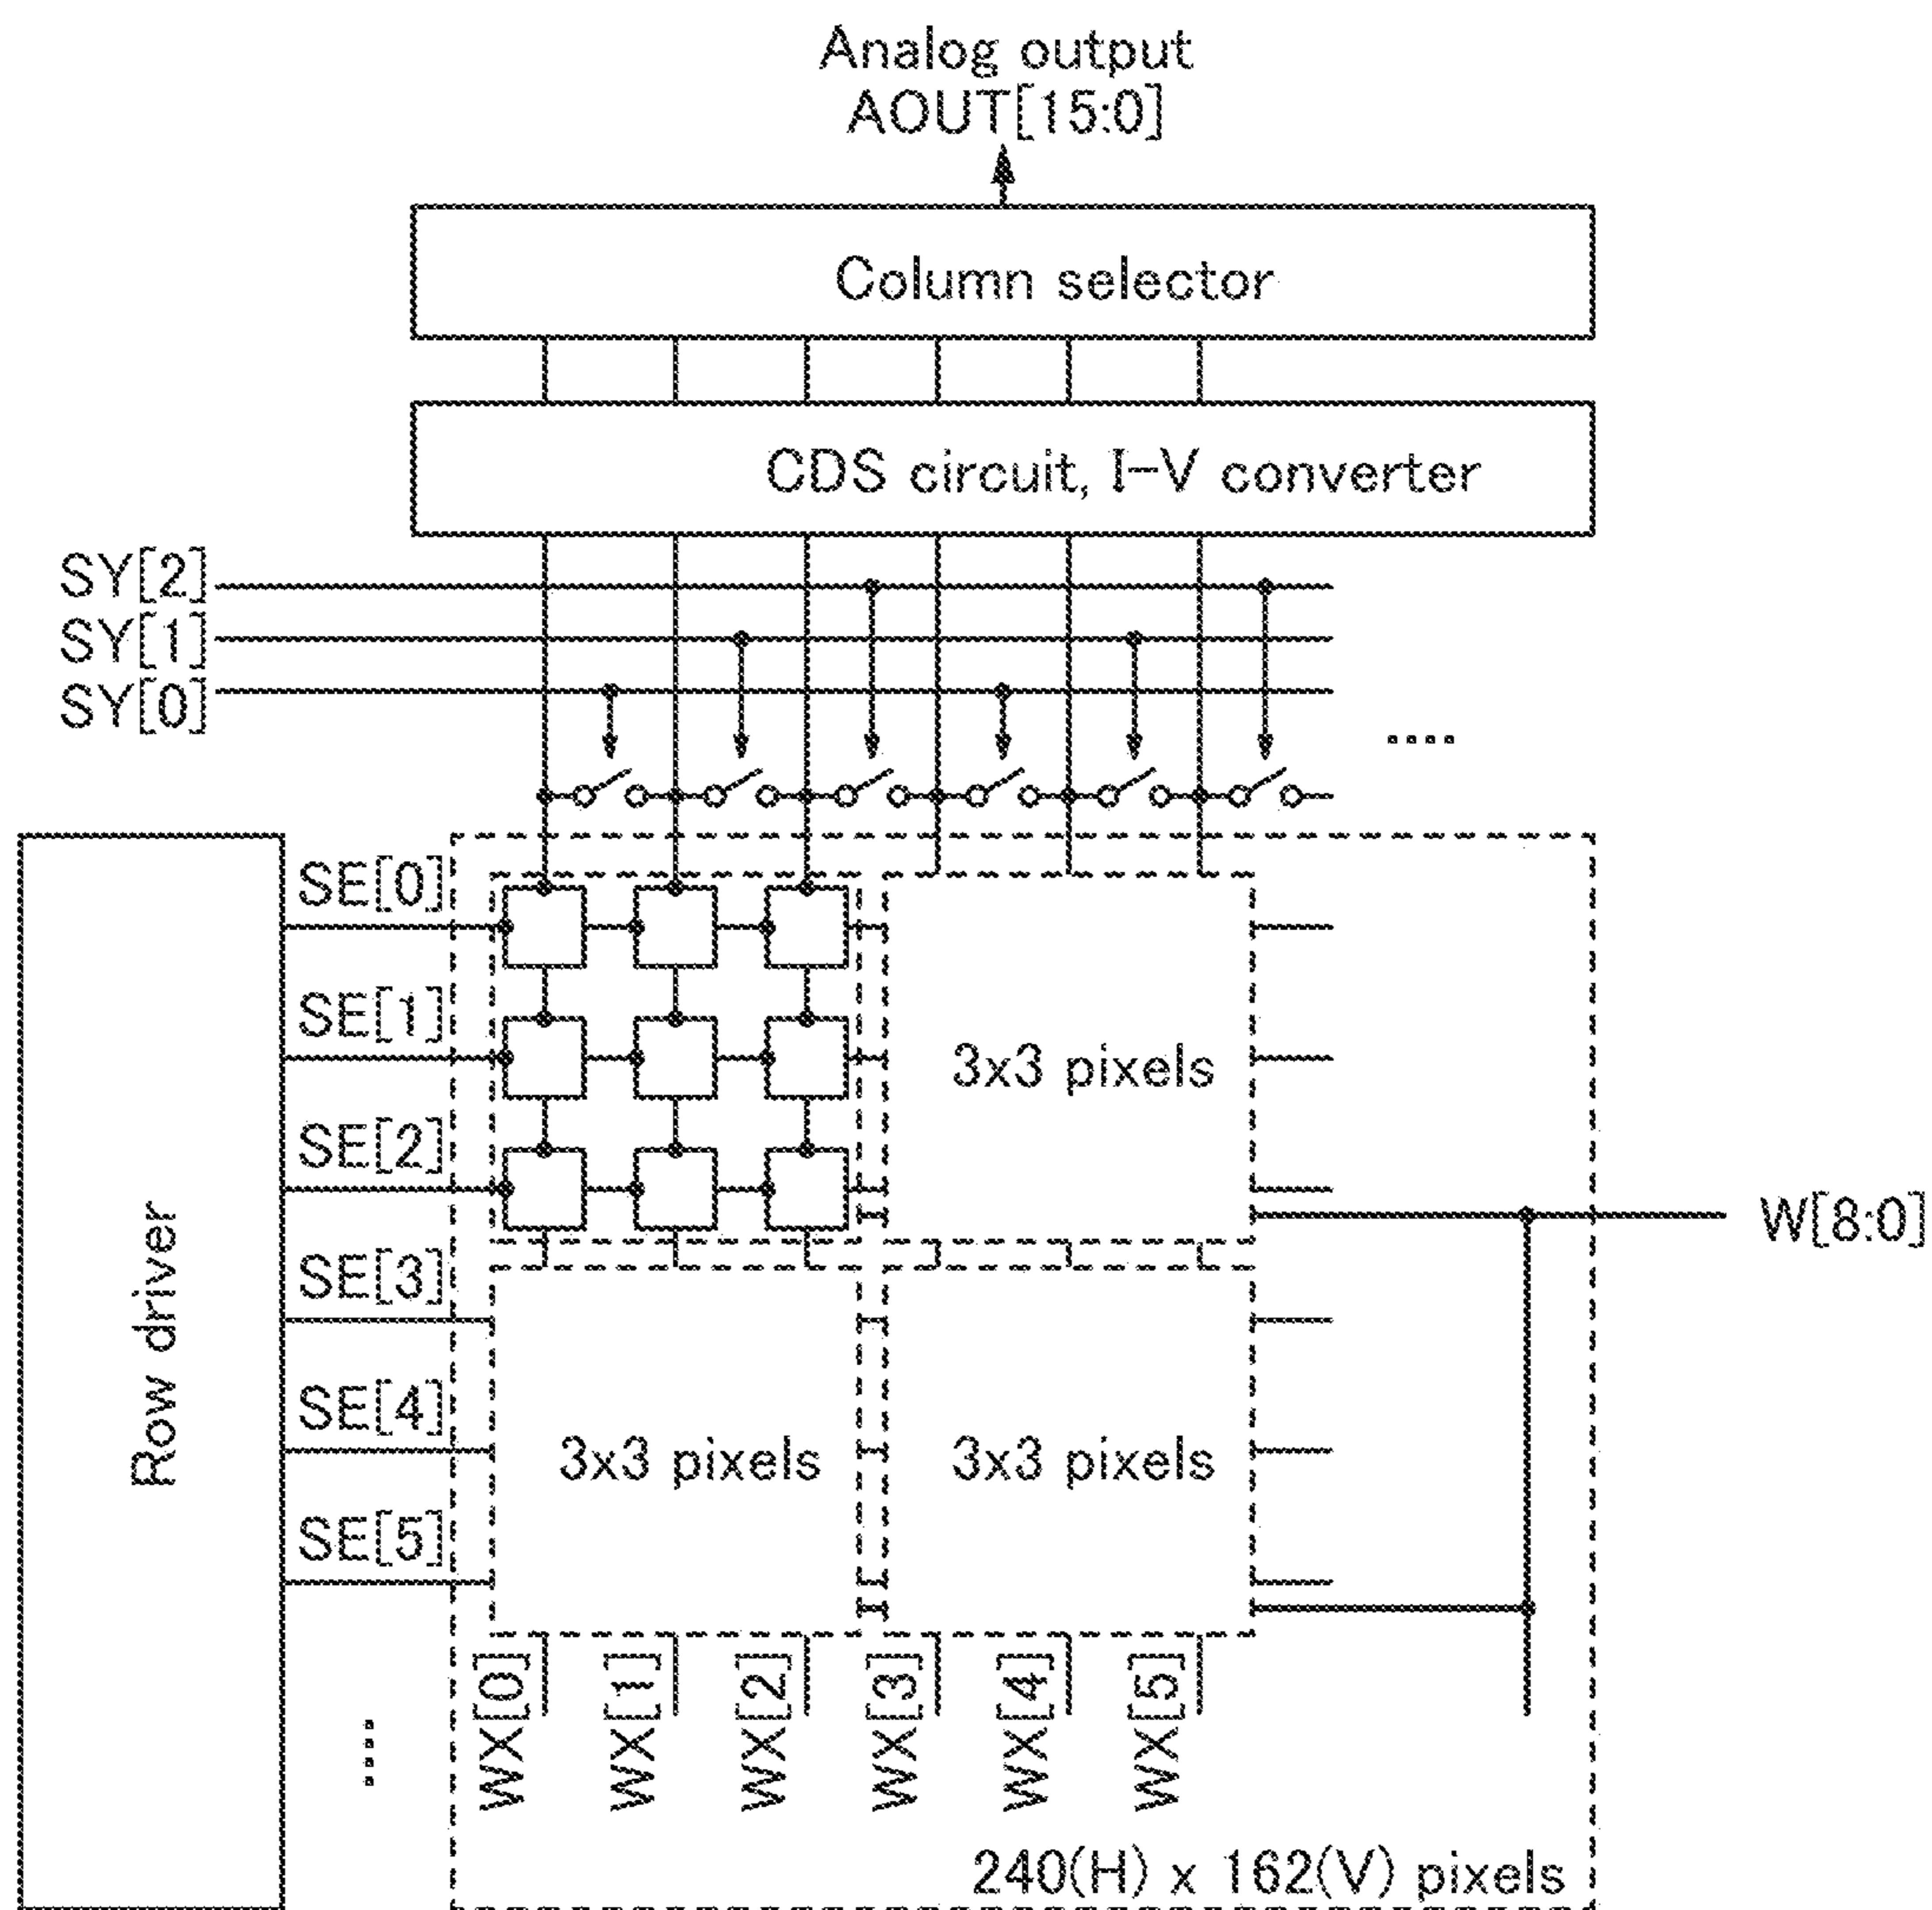 Analog output
AOUT[15:0]
Column selector
CDS circuit, I-V converter
SY[2]
SY[1]
SY[0]
....
SE[0]
SE[1]
3x3 pixels
SE[2]
W[8:0]
Row driver
SE[3]
SE[4]
3x3 pixels
3x3 pixels
SE[5]
....
WX[0]
WX[1]
WX[2]
WX[3]
WX[4]
WX[5]
240(H) x 162(V) pixels